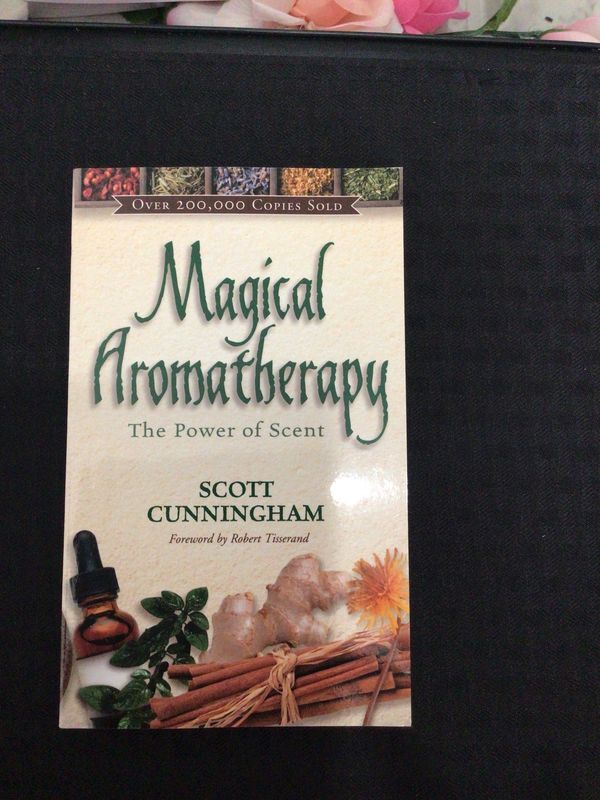 Over 200,000 Copies Sold
Magical
Aromatherapy
The Power of Scent
SCOTT
CUNNINGHAM
Foreword by Robert Tisserand